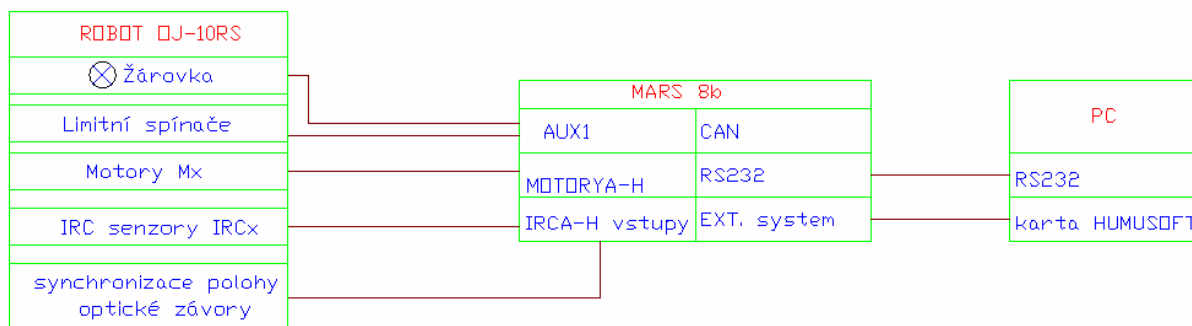 ROBOT OJ-10RS
Žárovka
Limitní spínače
Motory Mx
IRC senzory IRCx
synchronizace polohy
optické závory
MARS 8b
AUX1
CAN
MOTORYA-H
RS232
IRCA-H vstupy
EXT. system
PC
RS232
karta HUMUSOFT